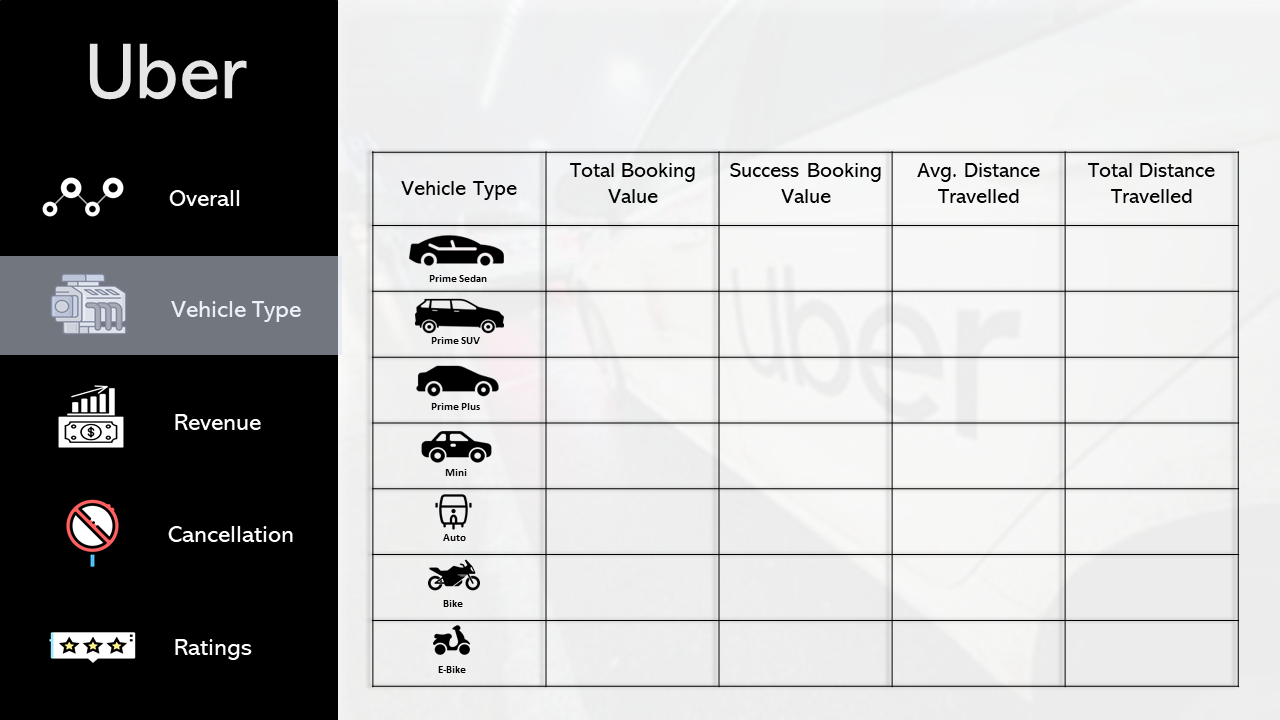 Uber
Overall
Vehicle Type
Revenue
Cancellation
Ratings
Vehicle Type
Total Booking
Value
Success Booking
Value
Avg. Distance
Travelled
Total Distance
Travelled
Prime Sedan
Prime SUV
Prime Plus
Mini
Auto
Bike
E-Bike
Uber